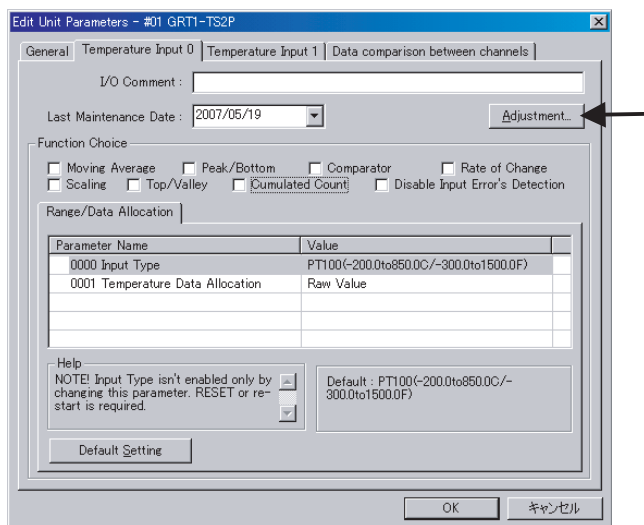 Edit Unit Parameters - #01 GRT1-TS2P
General Temperature Input 0 Temperature Input 1 Data comparison between channels
I/O Comment :
Last Maintenance Date : 2007/05/19 Adjustment...
Function Choice
Moving Average Peak/Bottom Comparator Rate of Change
Scaling Top/Valley Cumulated Count Disable Input Error's Detection
Range/Data Allocation
Parameter Name Value
0000 Input Type PT100(-200.0to850.0C/-300.0to1500.0F)
0001 Temperature Data Allocation Raw Value
Help
NOTE! Input Type isn't enabled only by
changing this parameter. RESET or re-
start is required.
Default : PT100(-200.0to850.0C/-
300.0to1500.0F)
Default Setting
OK キャンセル